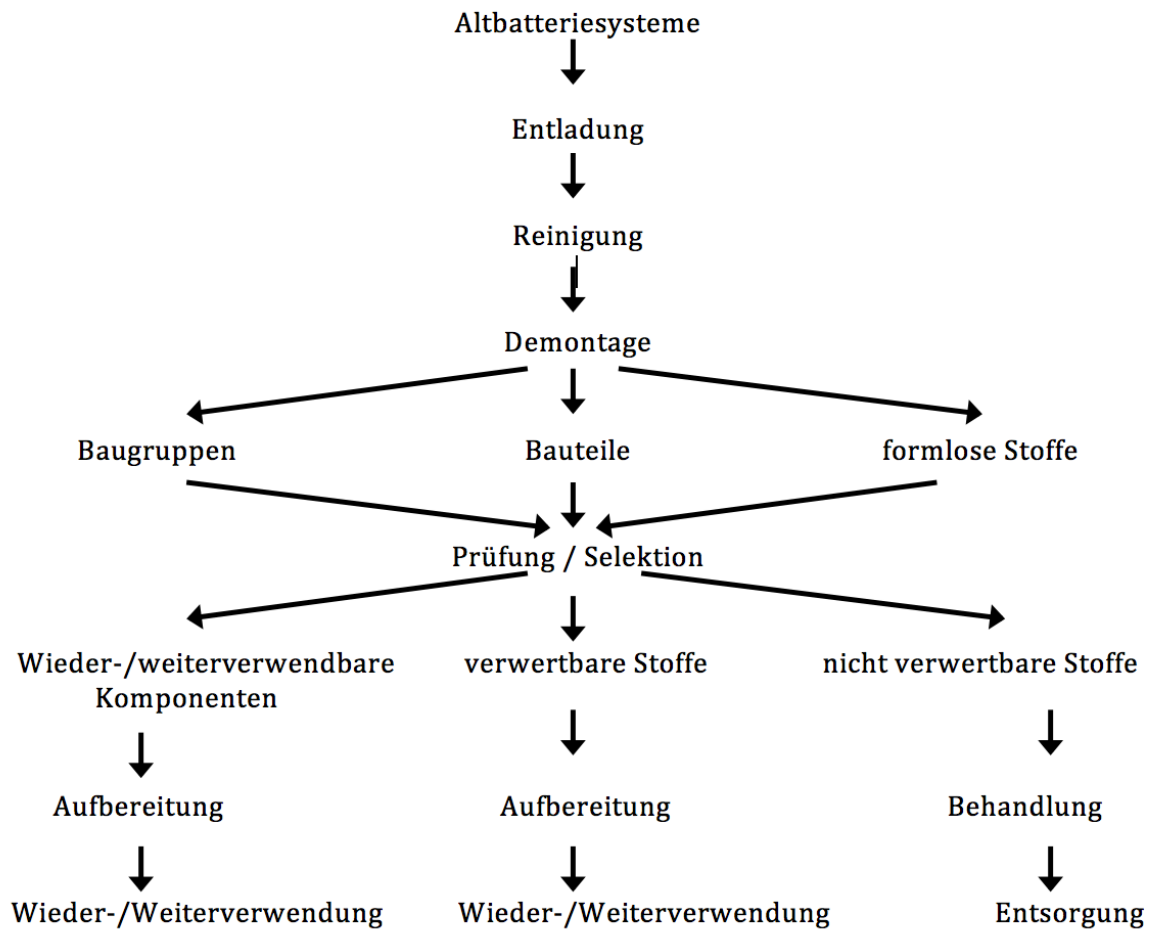 Altbatteriesysteme
Entladung
Reinigung
Demontage
Baugruppen
Bauteile
formlose Stoffe
Prüfung / Selektion
Wieder-/weiterverwendbare
Komponenten
verwertbare Stoffe
nicht verwertbare Stoffe
Aufbereitung
Aufbereitung
Behandlung
Wieder-/Weiterverwendung
Wieder-/Weiterverwendung
Entsorgung